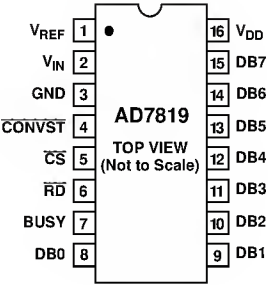 VREF 1 16 VDD
VIN 2 15 DB7
GND 3 14 DB6
CONVST 4 AD7819 13 DB5
CS 5 TOP VIEW 12 DB4
(Not to Scale)
RD 6 11 DB3
BUSY 7 10 DB2
DB0 8 9 DB1